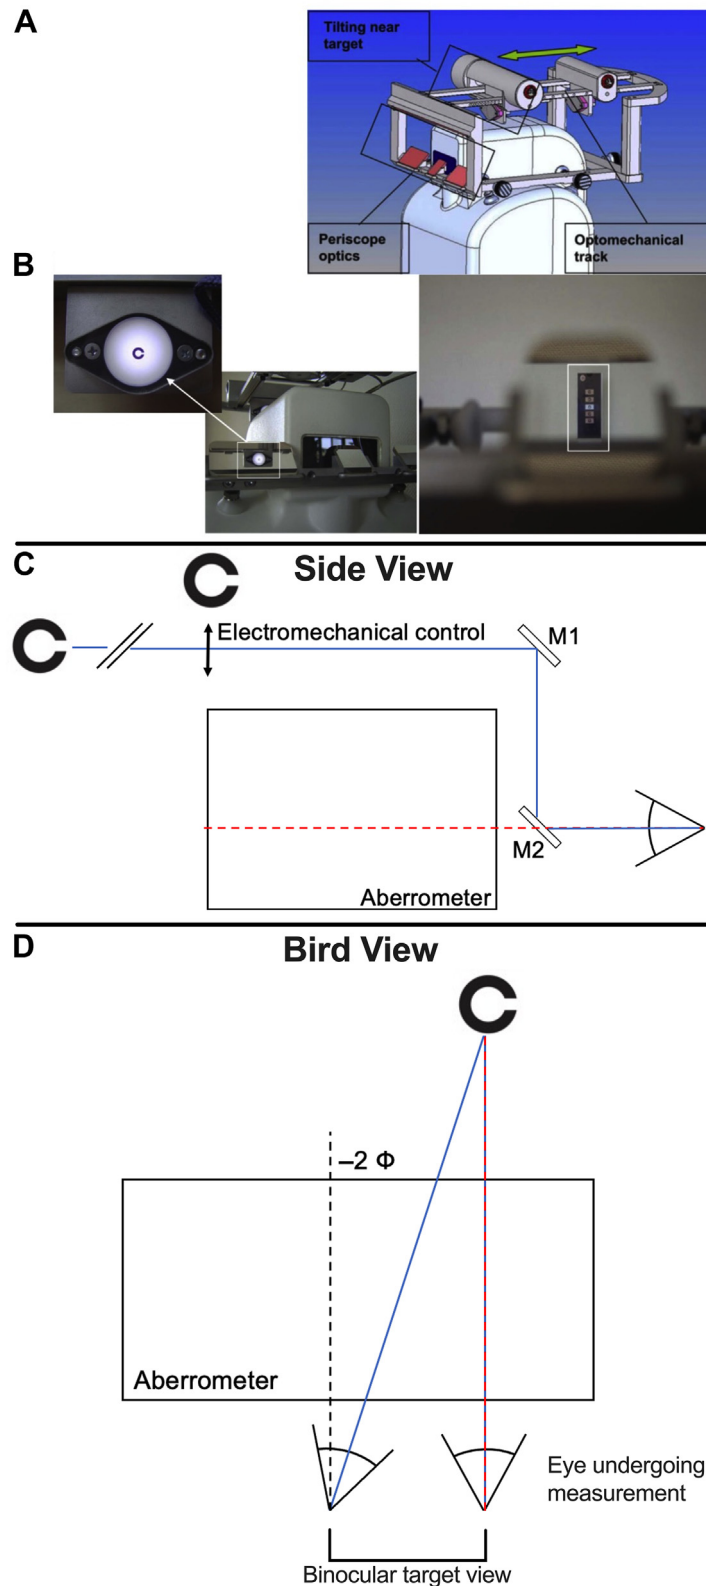 A
Tilting near
target
Periscope
optics
Optomechanical
track
B
C
Side View
Electromechanical control
M1
M2
Aberrometer
D
Bird View
–2 Φ
Aberrometer
Eye undergoing
measurement
Binocular target view